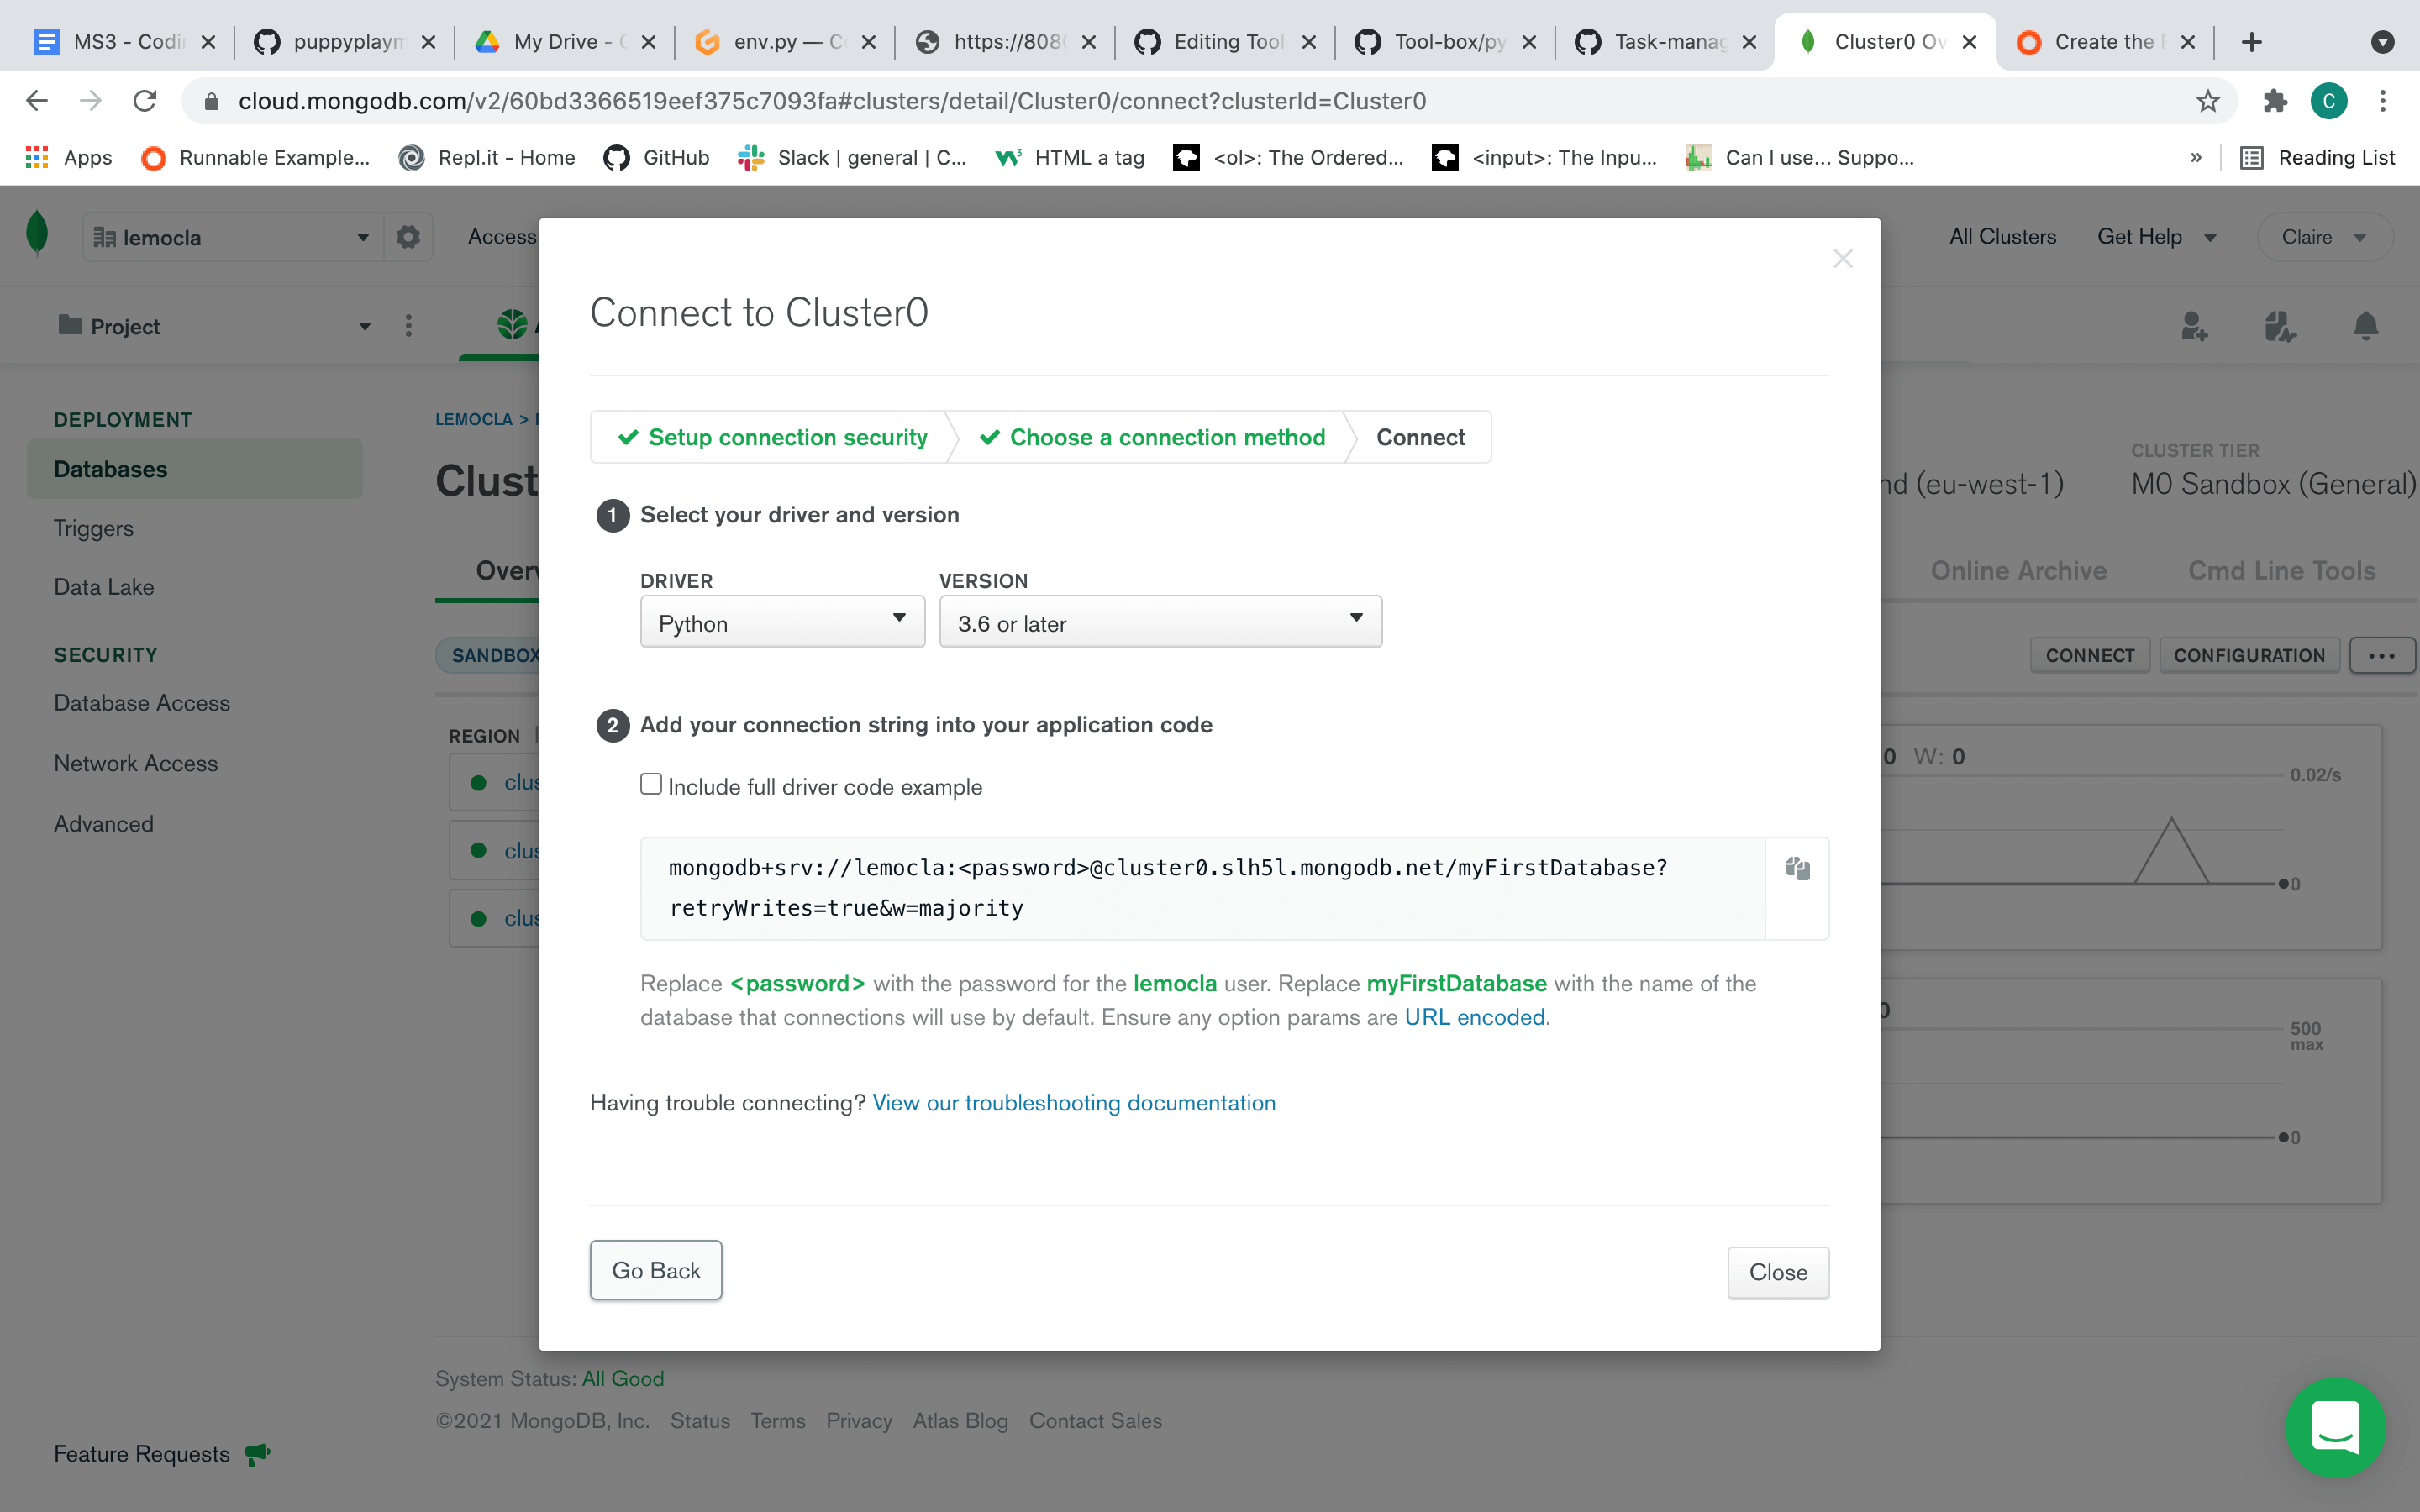 MS3 - Codin
puppyplaym
My Drive -
env.py — C
https://808
Editing Tool
Tool-box/py
Task-manag
Cluster0 Ov
Create the
cloud.mongodb.com/v2/60bd3366519eef375c7093fa#clusters/detail/Cluster0/connect?clusterId=Cluster0
C
Apps
Runnable Example...
Repl.it - Home
GitHub
Slack | general | C...
HTML a tag
<ol>: The Ordered...
<input>: The Inpu...
Can I use... Suppo...
»
Reading List
lemocla
Access
All Clusters
Get Help
Claire
Project
DEPLOYMENT
Databases
Triggers
Data Lake
SECURITY
Database Access
Network Access
Advanced
LEMOCLA >
Clust
Overv
SANDBOX
REGION
clus
clus
clus
nd (eu-west-1)
CLUSTER TIER
M0 Sandbox (General)
Online Archive
Cmd Line Tools
CONNECT
CONFIGURATION
...
0 W: 0
0.02/s
0
0
500
max
0
Connect to Cluster0
Setup connection security
Choose a connection method
Connect
1 Select your driver and version
DRIVER
VERSION
Python
3.6 or later
2 Add your connection string into your application code
Include full driver code example
mongodb+srv://lemocla:<password>@cluster0.slh5l.mongodb.net/myFirstDatabase?
retryWrites=true&w=majority
Replace <password> with the password for the lemocla user. Replace myFirstDatabase with the name of the
database that connections will use by default. Ensure any option params are URL encoded.
Having trouble connecting? View our troubleshooting documentation
Go Back
Close
System Status: All Good
©2021 MongoDB, Inc. Status Terms Privacy Atlas Blog Contact Sales
Feature Requests